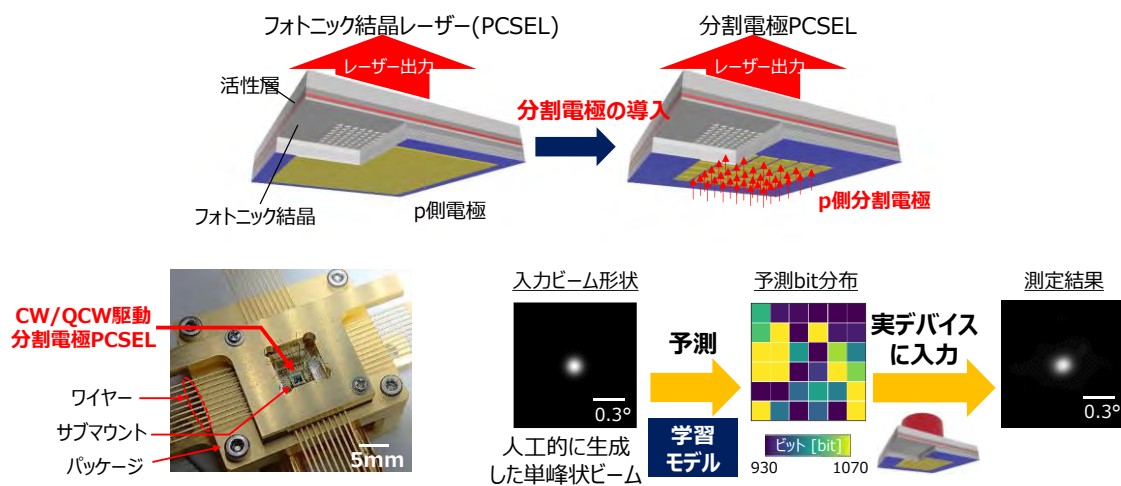 フォトニック結晶レーザー(PCSEL)
レーザー出力
活性層
フォトニック結晶
p側電極
分割電極の導入
分割電極PCSEL
レーザー出力
p側分割電極
CW/QCW駆動
分割電極PCSEL
ワイヤー
サブマウント
パッケージ
5mm
入力ビーム形状
0.3°
人工的に生成
した単峰状ビーム
予測
学習
モデル
予測bit分布
ビット [bit]
930
1070
実デバイス
に入力
測定結果
0.3°